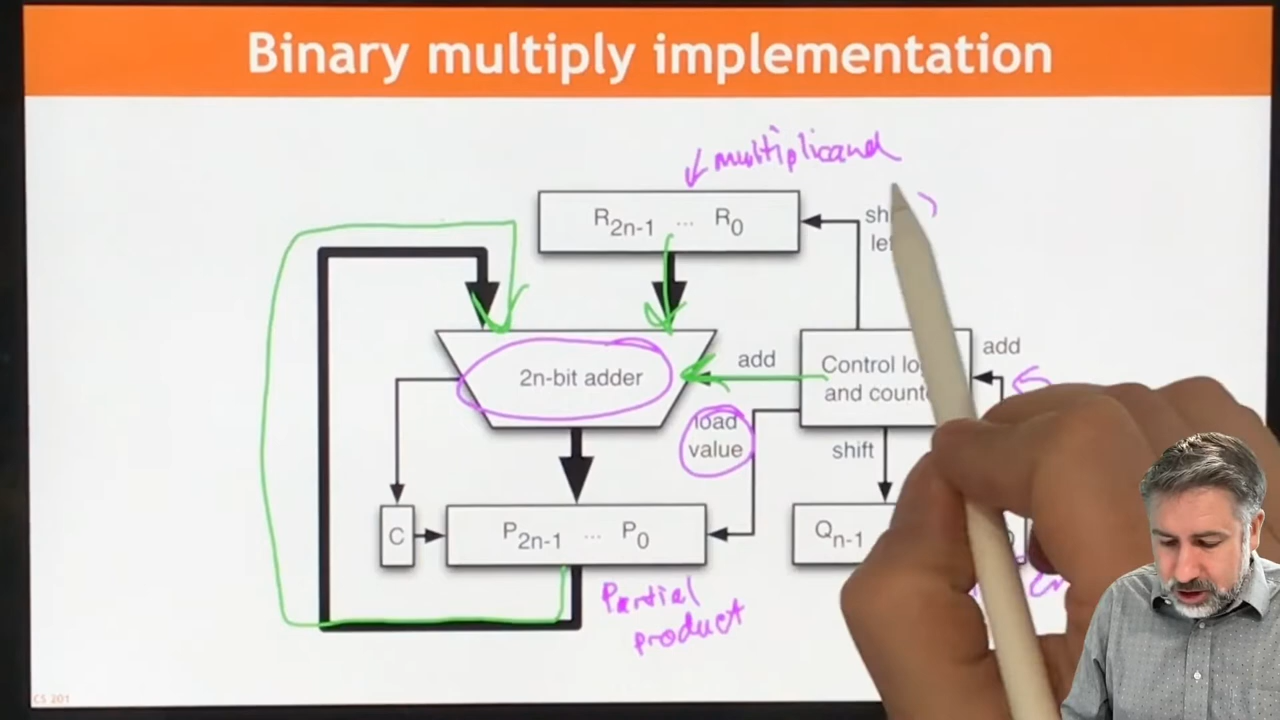 Binary multiply implementation
multiplicand
R2n-1 ... R0
add
2n-bit adder
add
load
value
shift
C
P2n-1 ... P0
Qn-1
Partial
product
CS 201